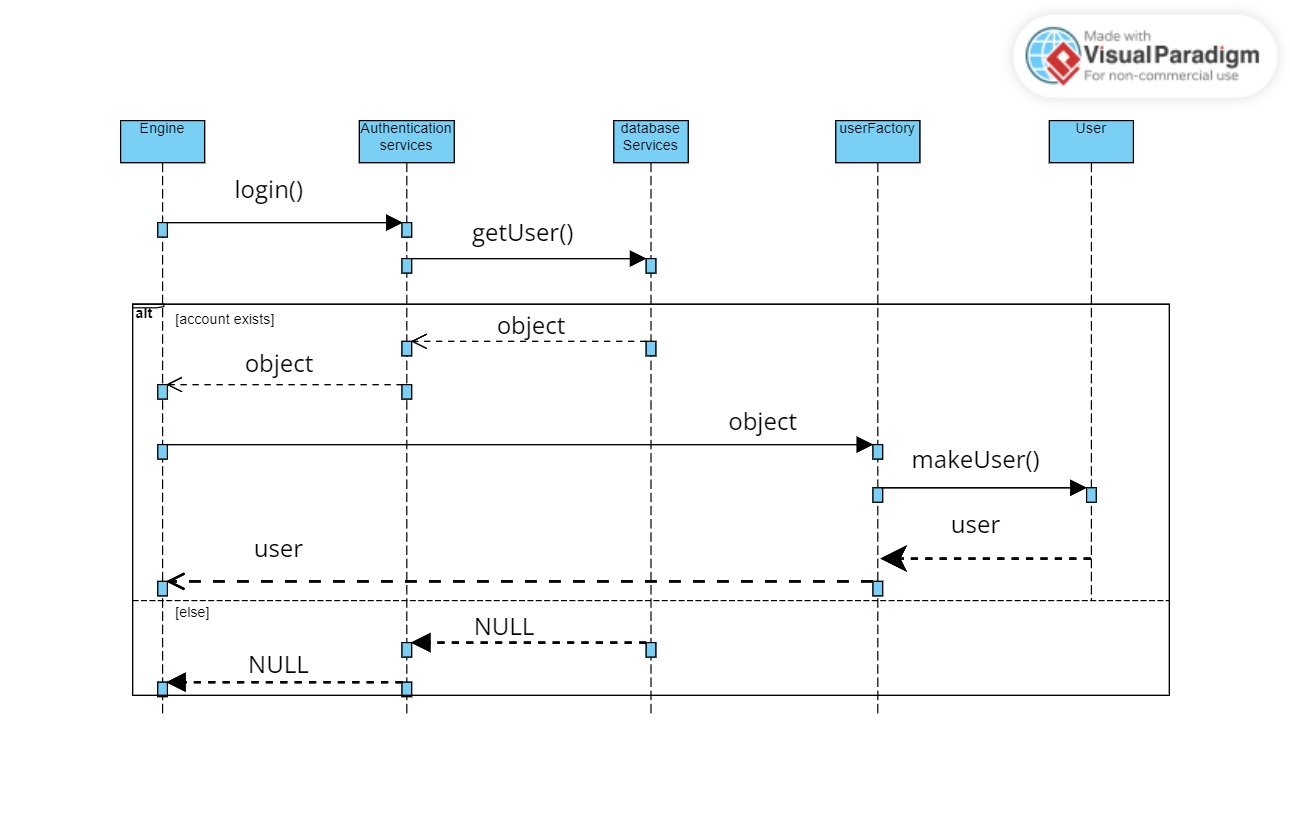 Made with
Visual Paradigm
For non-commercial use
Engine
Authentication
services
database
Services
userFactory
User
login()
getUser()
alt
[account exists]
object
object
object
makeUser()
user
user
[else]
NULL
NULL